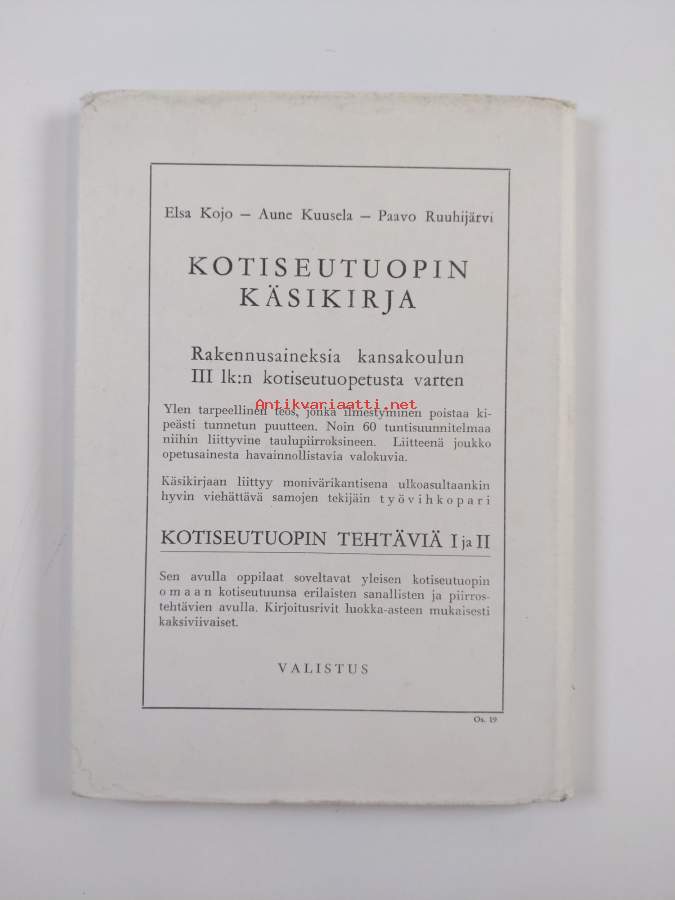 Elsa Kojo – Aune Kuusela – Paavo Ruuhijärvi
KOTISEUTUOPIN
KÄSIKIRJA
Rakennusaineksia kansakoulun
III lk:n kotiseutuopetusta varten
Antikvariaatti.net
Ylen tarpeellinen teos, jonka ilmestyminen poistaa ki-
peästi tunnetun puutteen. Noin 60 tuntisuunnitelmaa
niihin liittyvine taulupiirroksineen. Liitteenä joukko
opetusainesta havainnollistavia valokuvia.
Käsikirjaan liittyy monivärikantisena ulkoasultaankin
hyvin viehättävä samojen tekijäin työvihkopari
KOTISEUTUOPIN TEHTÄVIÄ I ja II
Sen avulla oppilaat soveltavat yleisen kotiseutuopin
omaan kotiseutuunsa erilaisten sanallisten ja piirros-
tehtävien avulla. Kirjoitusrivit luokka-asteen mukaisesti
kaksiviivaiset.
VALISTUS
Os. 19